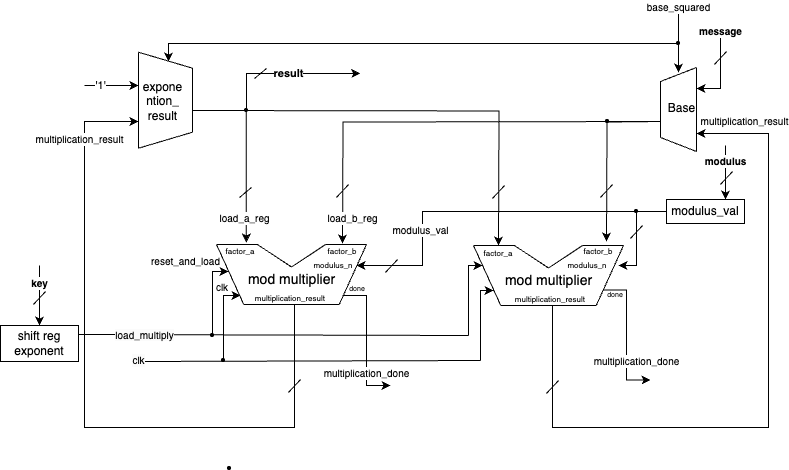 base_squared
message
result
'1'
expone
ntion_
result
Base
multiplication_result
multiplication_result
modulus
load_a_reg
load_b_reg
modulus_val
modulus_val
factor_a
factor_b
factor_a
factor_b
reset_and_load
modulus_n
modulus_n
mod multiplier
mod multiplier
key
clk
done
done
multiplication_result
multiplication_result
shift reg
exponent
load_multiply
clk
multiplication_done
multiplication_done